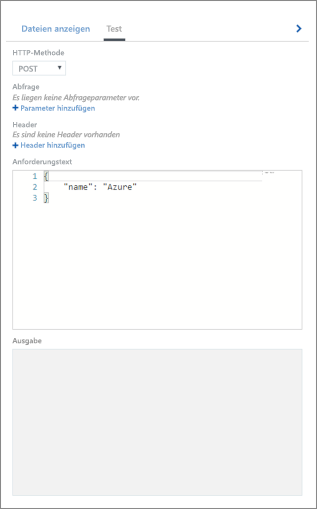 Dateien anzeigen Test
HTTP-Methode
POST
Abfrage
Es liegen keine Abfrageparameter vor.
+ Parameter hinzufügen
Header
Es sind keine Header vorhanden
+ Header hinzufügen
Anforderungstext
1 {
2 "name": "Azure"
3 }
Ausgabe